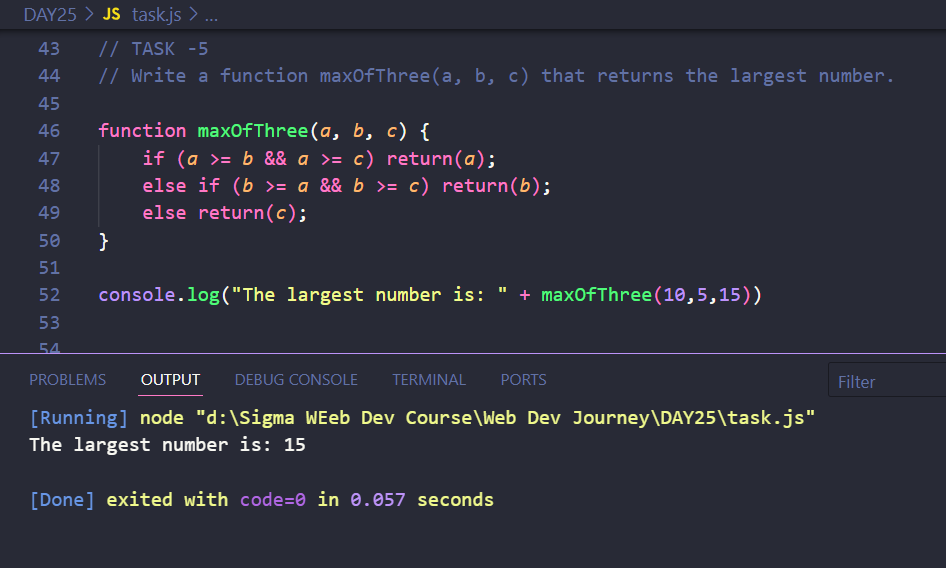 DAY25 > JS task.js > ...
43 // TASK -5
44 // Write a function maxOfThree(a, b, c) that returns the largest number.
45
46 function maxOfThree(a, b, c) {
47     if (a >= b && a >= c) return(a);
48     else if (b >= a && b >= c) return(b);
49     else return(c);
50 }
51
52 console.log("The largest number is: " + maxOfThree(10,5,15))
53
54
PROBLEMS OUTPUT DEBUG CONSOLE TERMINAL PORTS Filter
[Running] node "d:\Sigma WEeb Dev Course\Web Dev Journey\DAY25\task.js"
The largest number is: 15
[Done] exited with code=0 in 0.057 seconds